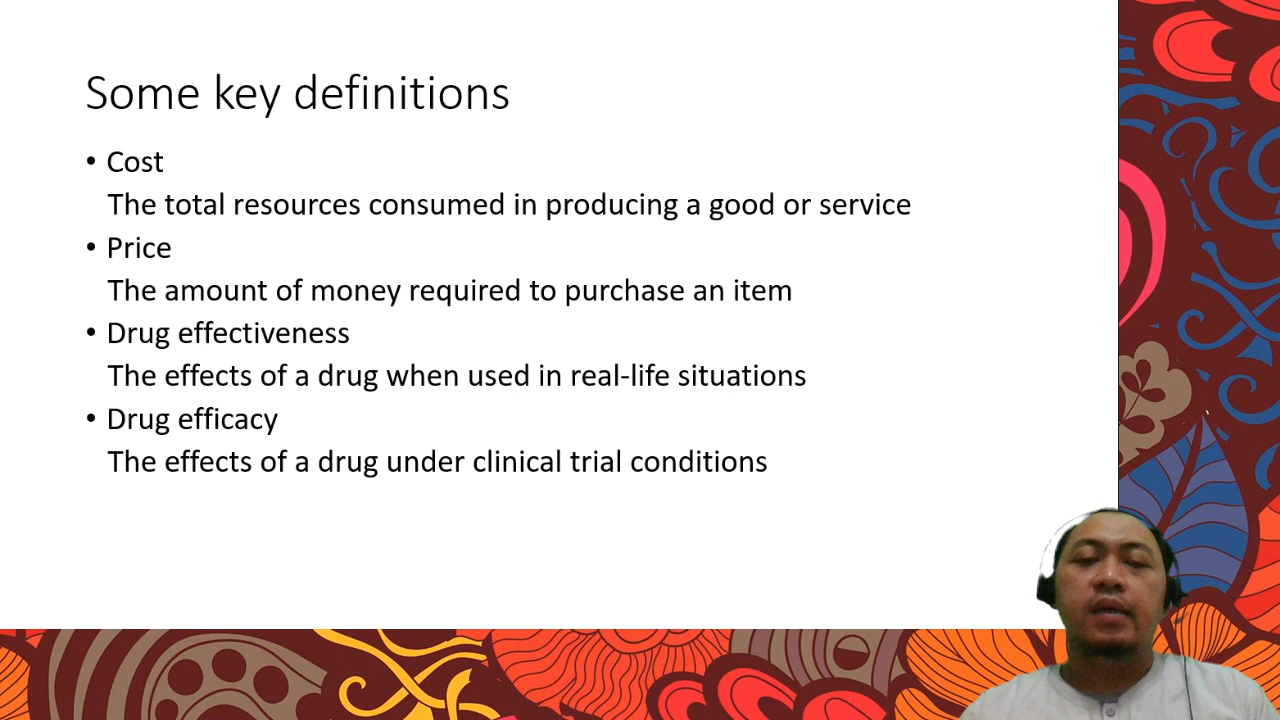 Some key definitions
• Cost
The total resources consumed in producing a good or service
• Price
The amount of money required to purchase an item
• Drug effectiveness
The effects of a drug when used in real-life situations
• Drug efficacy
The effects of a drug under clinical trial conditions